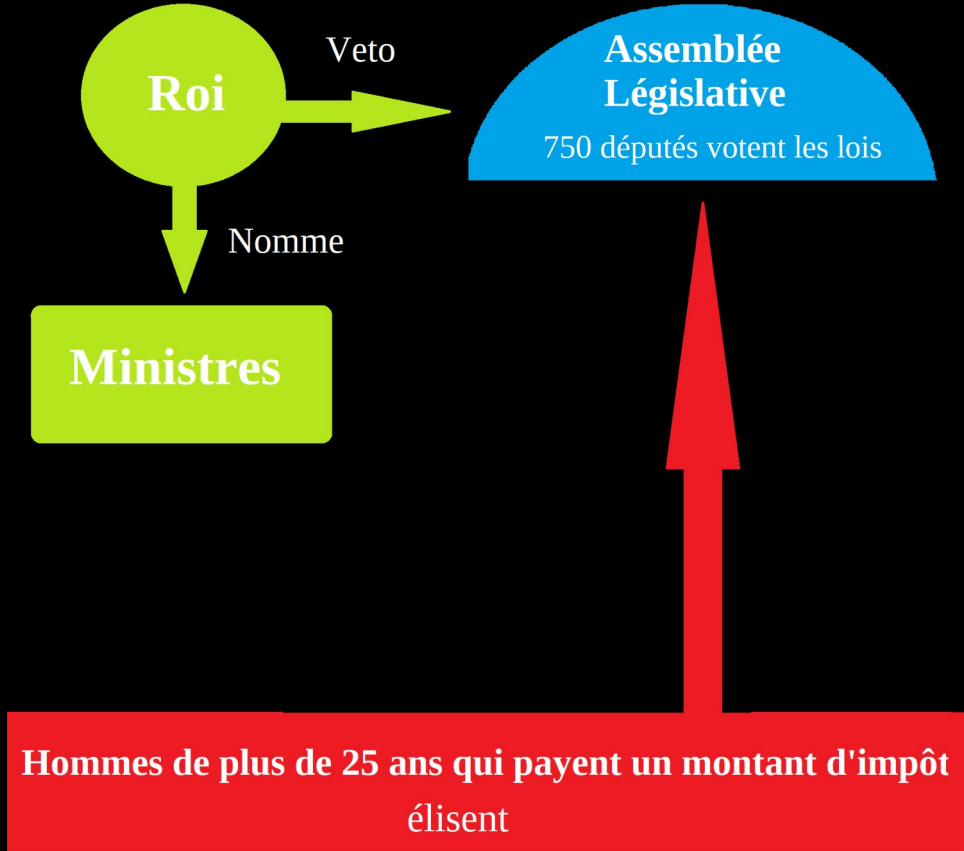 Roi
Veto
Assemblée
Législative
750 députés votent les lois
Nomme
Ministres
Hommes de plus de 25 ans qui payent un montant d'impôt
élisent